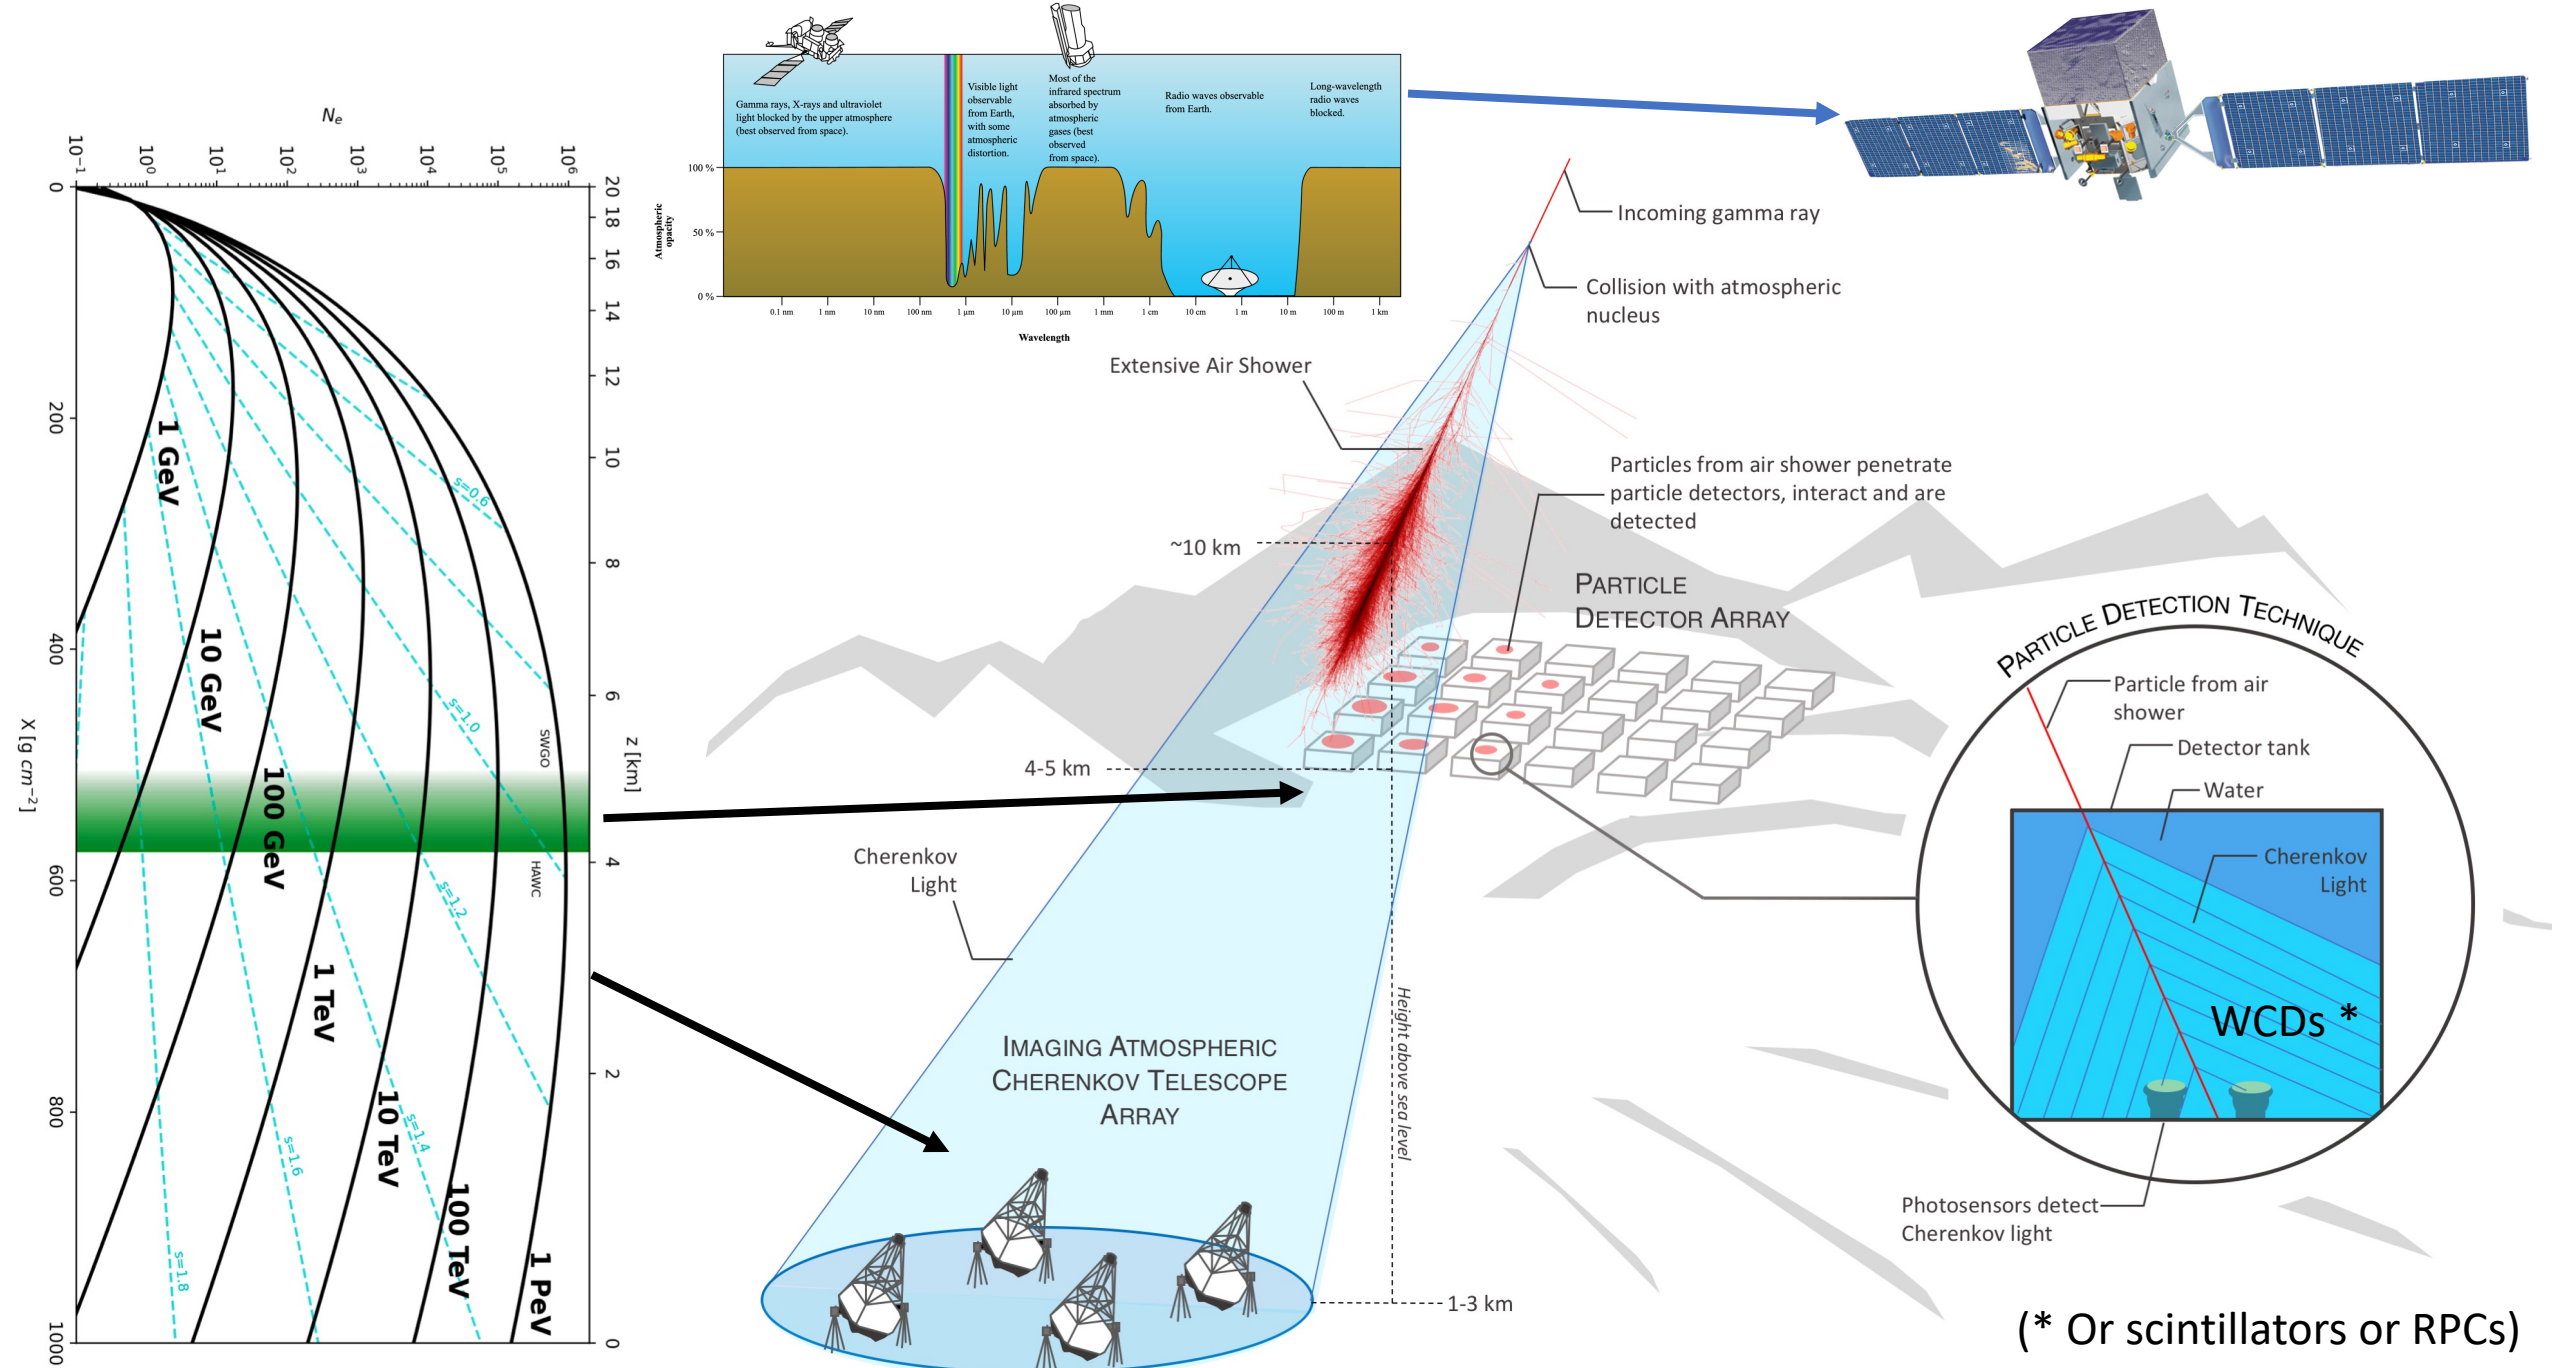 N_e
10^-1
10^0
10^1
10^2
10^3
10^4
10^5
10^6
0
200
400
600
800
1000
X [g cm^-2]
20
18
16
14
12
10
8
6
4
2
0
z [km]
1 GeV
10 GeV
100 GeV
1 TeV
10 TeV
100 TeV
1 PeV
s=0.6
s=1.0
s=1.2
s=1.4
s=1.6
s=1.8
SWGO
HAWC
Gamma rays, X-rays and ultraviolet
light blocked by the upper atmosphere
(best observed from space).
Visible light
observable
from Earth,
with some
atmospheric
distortion.
Most of the
infrared spectrum
absorbed by
atmospheric
gases (best
observed
from space).
Radio waves observable
from Earth.
Long-wavelength
radio waves
blocked.
Atmospheric
opacity
100 %
50 %
0 %
0.1 nm
1 nm
10 nm
100 nm
1 µm
10 µm
100 µm
1 mm
1 cm
10 cm
1 m
10 m
100 m
1 km
Wavelength
Incoming gamma ray
Collision with atmospheric
nucleus
Extensive Air Shower
Particles from air shower penetrate
particle detectors, interact and are
detected
~10 km
PARTICLE
DETECTOR ARRAY
4-5 km
Cherenkov
Light
Height above sea level
IMAGING ATMOSPHERIC
CHERENKOV TELESCOPE
ARRAY
1-3 km
PARTICLE DETECTION TECHNIQUE
Particle from air
shower
Detector tank
Water
Cherenkov
Light
WCDs *
Photosensors detect
Cherenkov light
(* Or scintillators or RPCs)